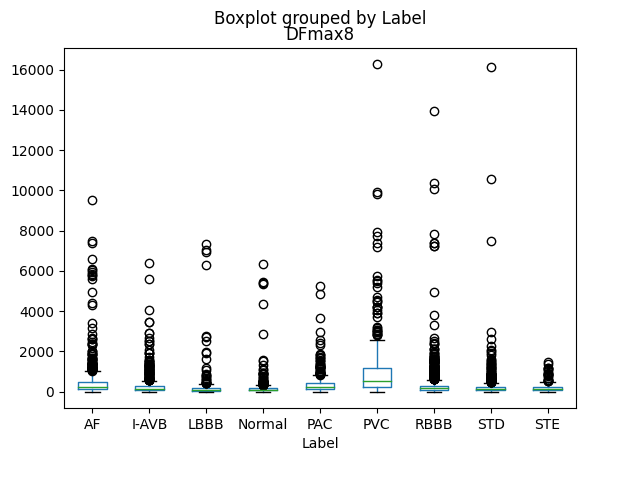 Boxplot grouped by Label
DFmax8
16000
14000
12000
10000
8000
6000
4000
2000
0
AF I-AVB LBBB Normal PAC PVC RBBB STD STE
Label